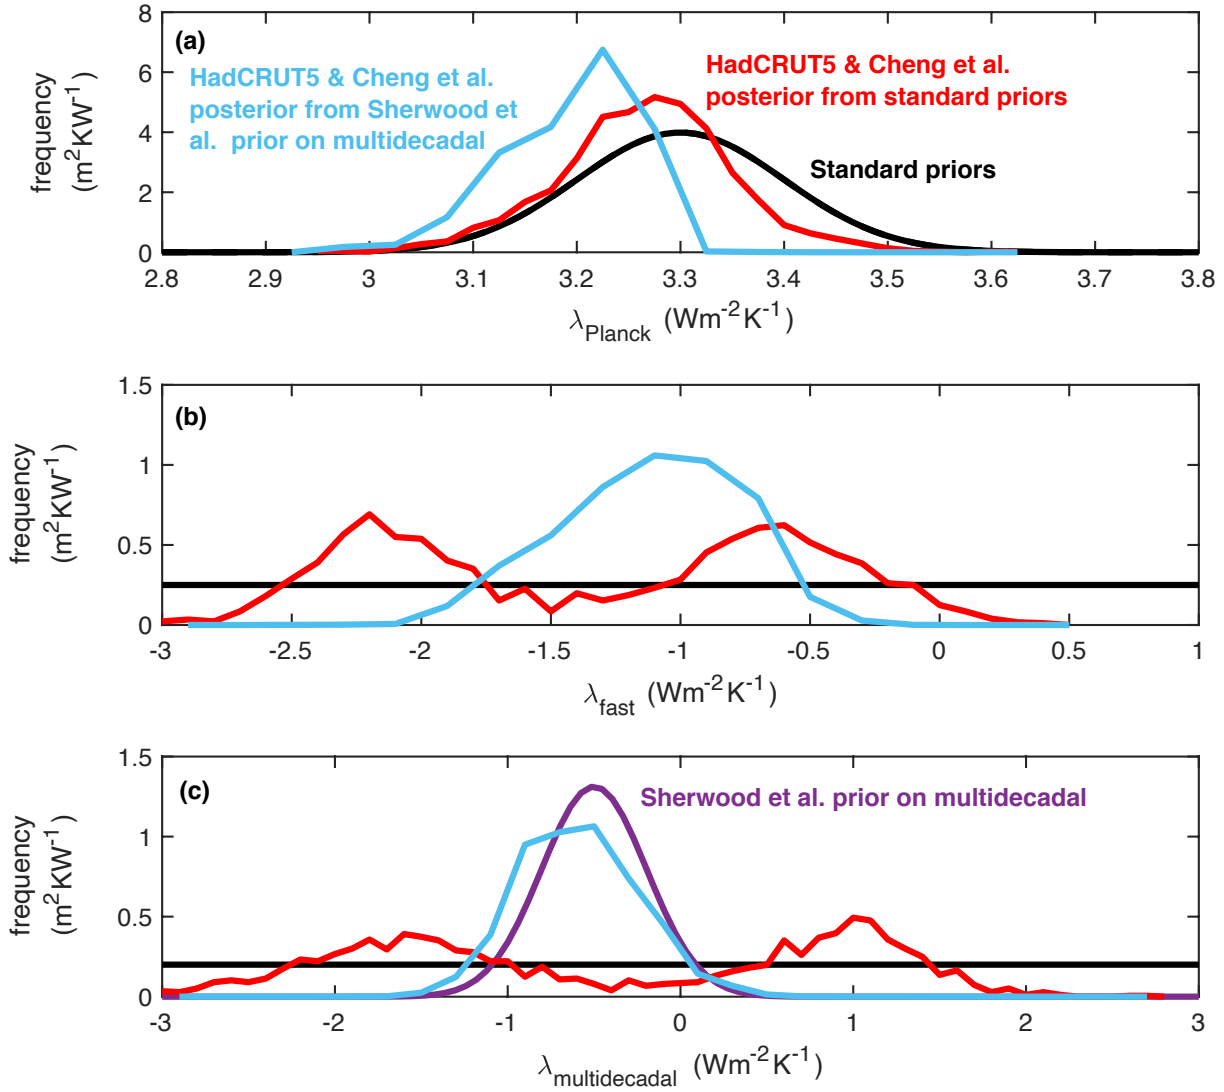 (a)
HadCRUT5 & Cheng et al.
posterior from Sherwood et
al. prior on multidecadal
HadCRUT5 & Cheng et al.
posterior from standard priors
Standard priors
frequency
(m²KW⁻¹)
8
6
4
2
0
2.8 2.9 3 3.1 3.2 3.3 3.4 3.5 3.6 3.7 3.8
λPlanck (Wm⁻²K⁻¹)
(b)
frequency
(m²KW⁻¹)
1.5
1
0.5
0
-3 -2.5 -2 -1.5 -1 -0.5 0 0.5 1
λfast (Wm⁻²K⁻¹)
(c)
Sherwood et al. prior on multidecadal
frequency
(m²KW⁻¹)
1.5
1
0.5
0
-3 -2 -1 0 1 2 3
λmultidecadal (Wm⁻²K⁻¹)